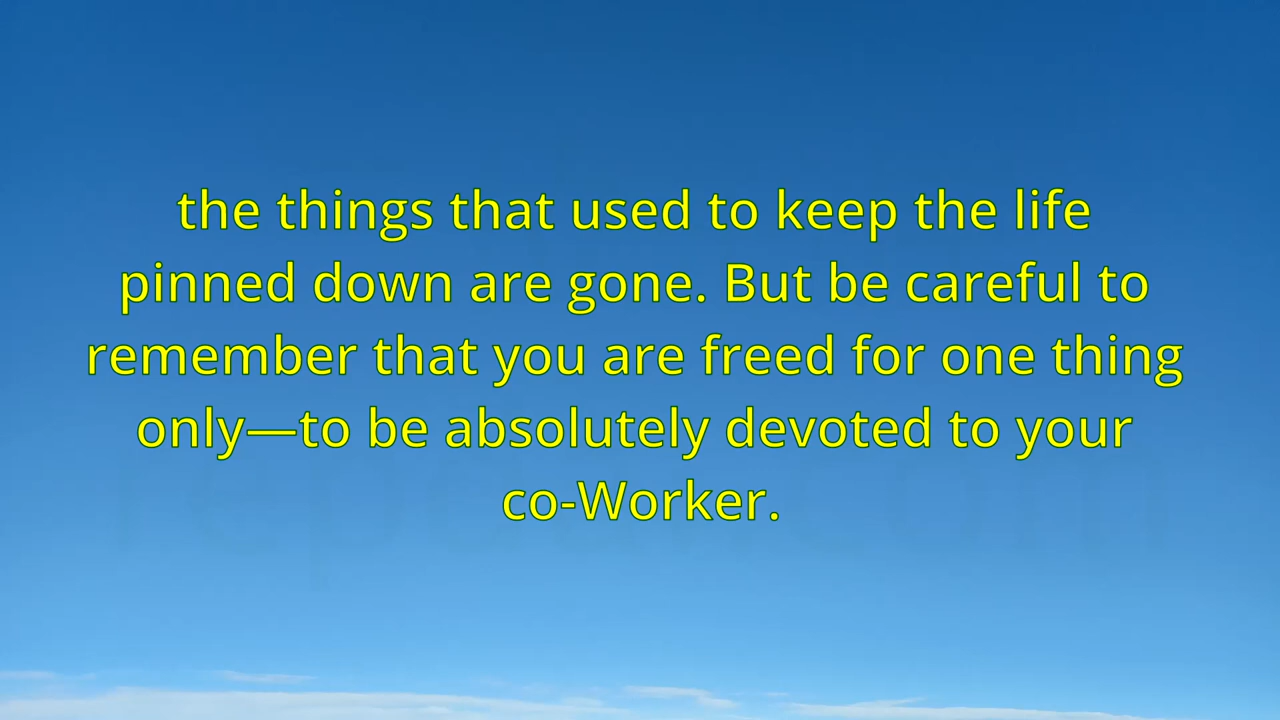 the things that used to keep the life
pinned down are gone. But be careful to
remember that you are freed for one thing
only—to be absolutely devoted to your
co-Worker.